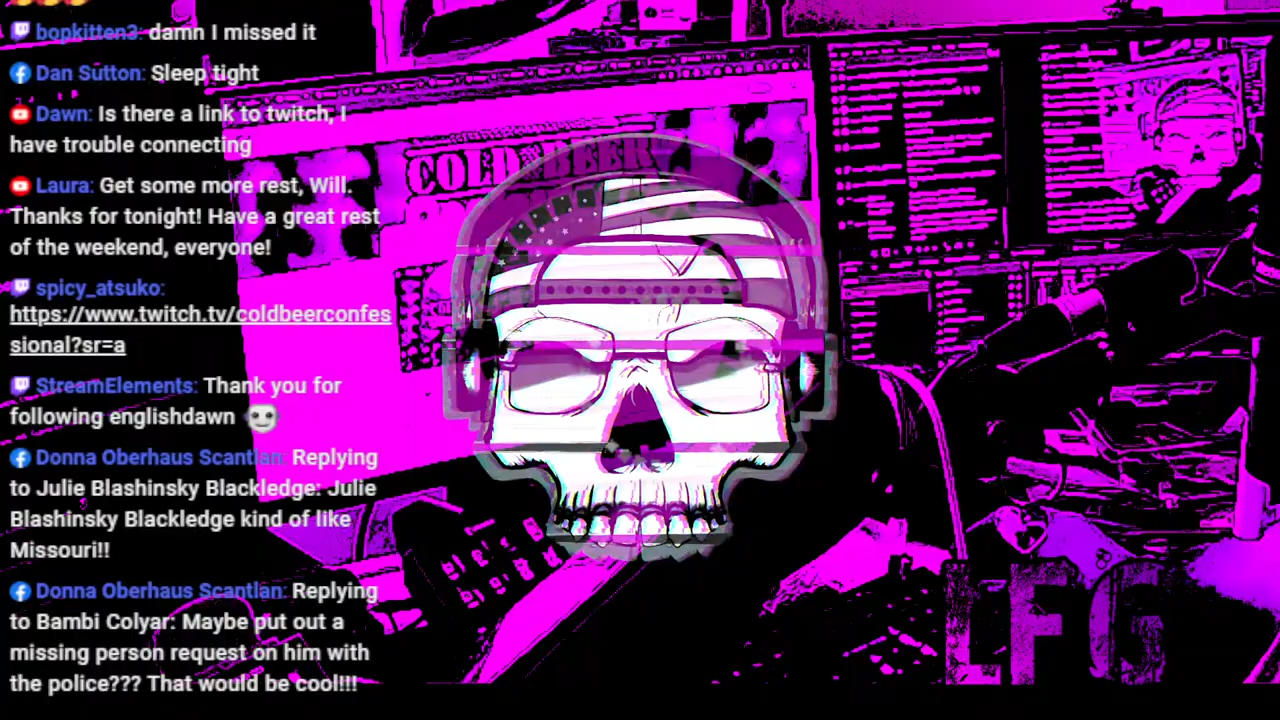 bopkitten3: damn I missed it
Dan Sutton: Sleep tight
Dawn: Is there a link to twitch, I
have trouble connecting
Laura: Get some more rest, Will.
Thanks for tonight! Have a great rest
of the weekend, everyone!
spicy_atsuko:
https://www.twitch.tv/coldbeerconfes
sional?sr=a
StreamElements: Thank you for
following englishdawn
Donna Oberhaus Scantlan: Replying
to Julie Blashinsky Blackledge: Julie
Blashinsky Blackledge kind of like
Missouri!!
Donna Oberhaus Scantlan: Replying
to Bambi Colyar: Maybe put out a
missing person request on him with
the police??? That would be cool!!!
COLD BEER
LFG